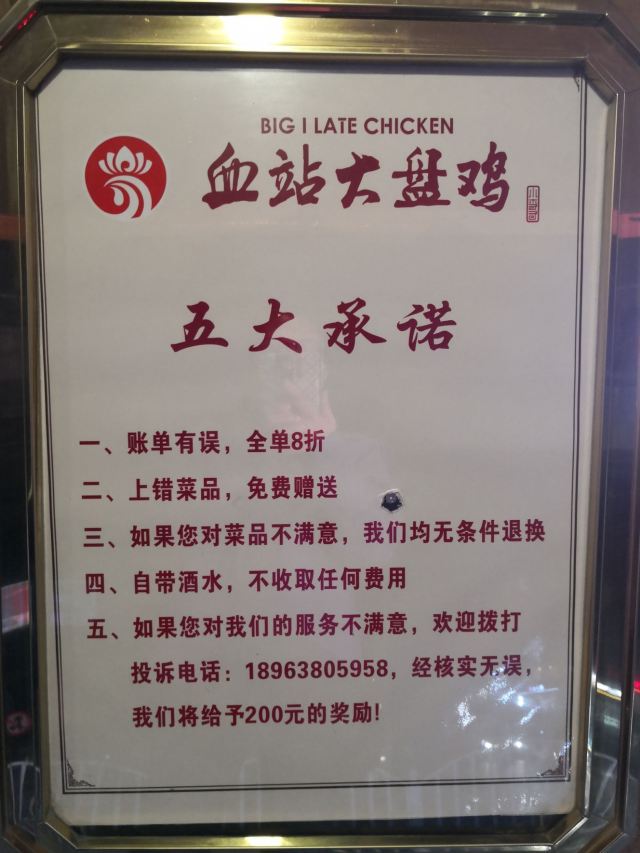 BIG I LATE CHICKEN
血站大盘鸡
五大承诺
一、账单有误，全单8折
二、上错菜品，免费赠送
三、如果您对菜品不满意，我们均无条件退换
四、自带酒水，不收取任何费用
五、如果您对我们的服务不满意，欢迎拨打
投诉电话：18963805958，经核实无误，
我们将给予200元的奖励!